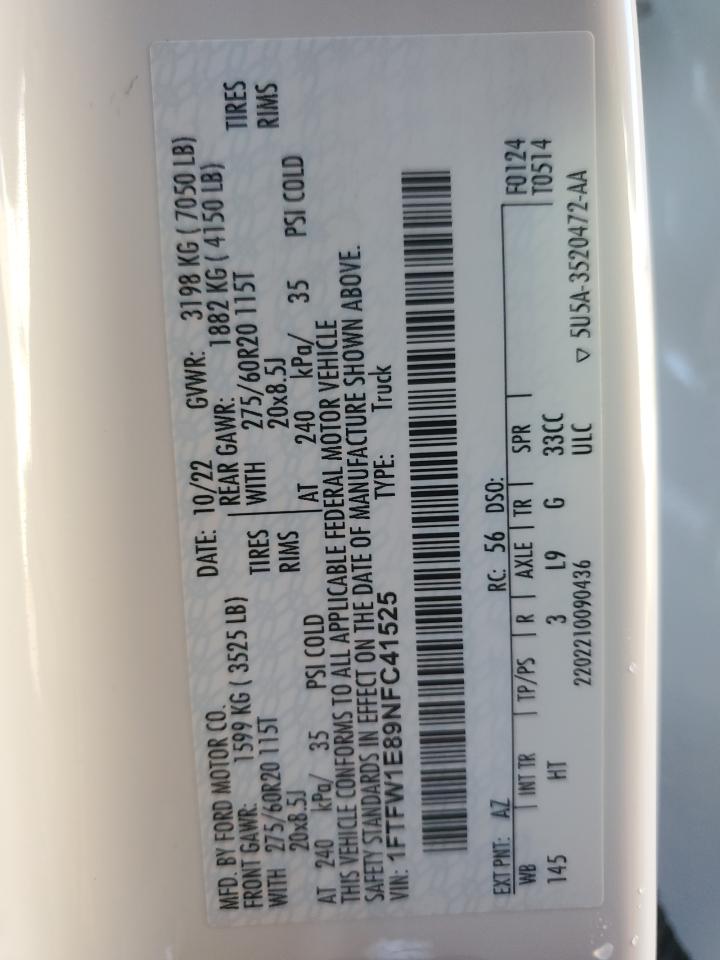 MFD. BY FORD MOTOR CO.
DATE: 10/22 GVWR: 3198 KG ( 7050 LB)
FRONT GAWR: 1599 KG ( 3525 LB) REAR GAWR: 1882 KG ( 4150 LB)
WITH 275/60R20 115T TIRES WITH 275/60R20 115T TIRES
20x8.5J RIMS 20x8.5J RIMS
AT 240 kPa/ 35 PSI COLD AT 240 kPa/ 35 PSI COLD
THIS VEHICLE CONFORMS TO ALL APPLICABLE FEDERAL MOTOR VEHICLE
SAFETY STANDARDS IN EFFECT ON THE DATE OF MANUFACTURE SHOWN ABOVE.
VIN: 1FTFW1E89NFC41525 TYPE: Truck
EXT PNT: AZ RC: 56 DSO: F0124
WB INT TR TP/PS R AXLE TR SPR T0514
145 HT 3 L9 G 33CC
2202210090436 ULC ▽ 5U5A-3520472-AA